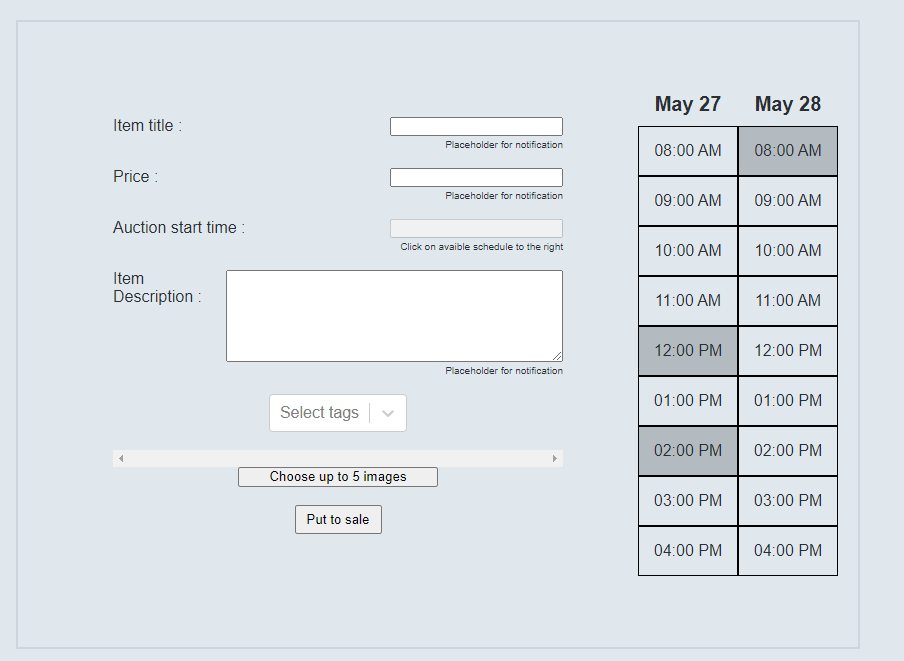 Item title :
Placeholder for notification
Price :
Placeholder for notification
Auction start time :
Click on avaible schedule to the right
Item
Description :
Placeholder for notification
Select tags
Choose up to 5 images
Put to sale
May 27 May 28
08:00 AM 08:00 AM
09:00 AM 09:00 AM
10:00 AM 10:00 AM
11:00 AM 11:00 AM
12:00 PM 12:00 PM
01:00 PM 01:00 PM
02:00 PM 02:00 PM
03:00 PM 03:00 PM
04:00 PM 04:00 PM